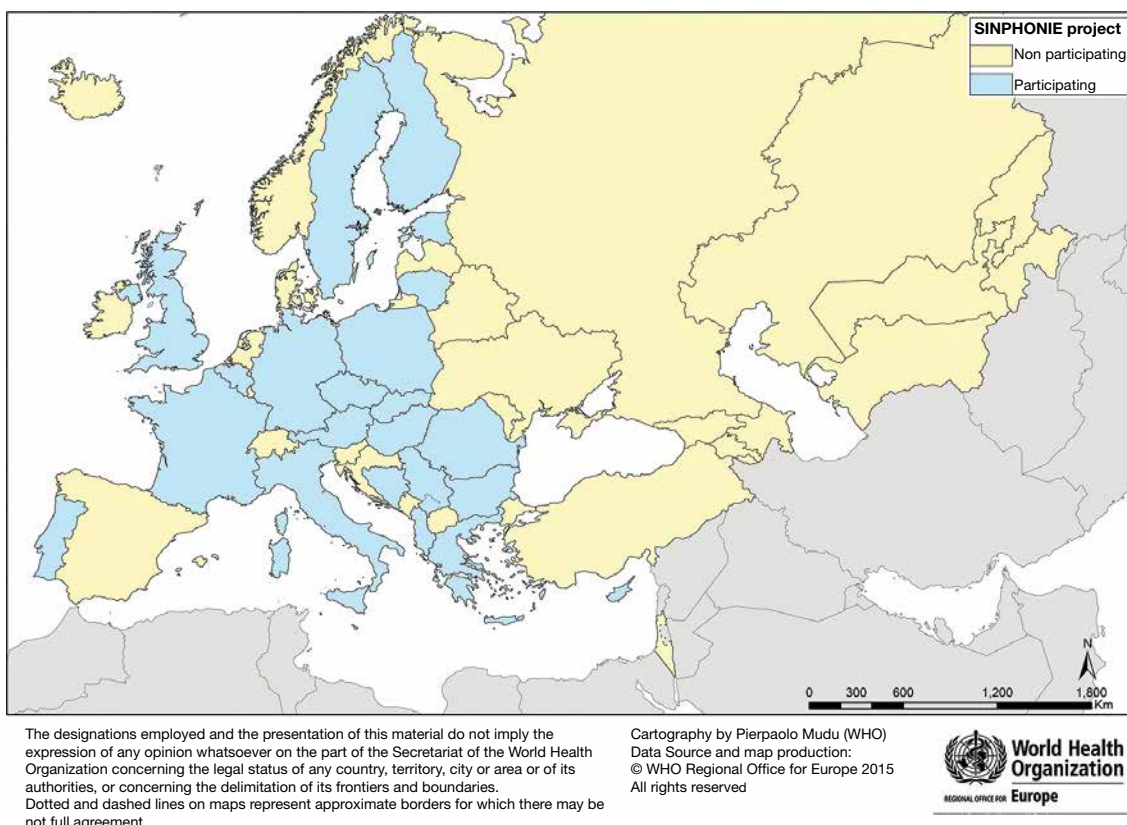 SINPHONIE project
Non participating
Participating
N
0 300 600 1,200 1,800
Km
The designations employed and the presentation of this material do not imply the
expression of any opinion whatsoever on the part of the Secretariat of the World Health
Organization concerning the legal status of any country, territory, city or area or of its
authorities, or concerning the delimitation of its frontiers and boundaries.
Dotted and dashed lines on maps represent approximate borders for which there may be
not full agreement
Cartography by Pierpaolo Mudu (WHO)
Data Source and map production:
© WHO Regional Office for Europe 2015
All rights reserved
World Health
Organization
REGIONAL OFFICE FOR Europe